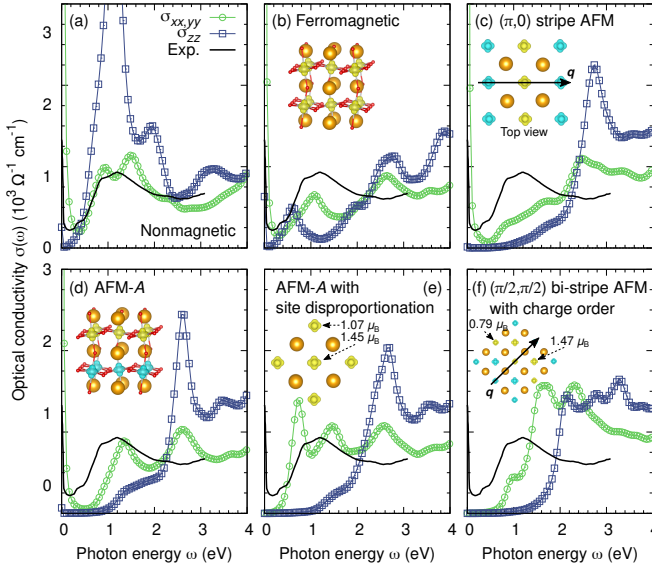 (a)
σxx,yy
σzz
Exp.
Nonmagnetic
(b) Ferromagnetic
(c) (π,0) stripe AFM
q
Top view
3
2
1
0
Optical conductivity σ(ω) (10³ Ω⁻¹ cm⁻¹)
(d) AFM-A
AFM-A with (e)
site disproportionation
1.07 μB
1.45 μB
(f) (π/2,π/2) bi-stripe AFM
with charge order
0.79 μB
1.47 μB
q
3
2
1
0
0 1 2 3
0 1 2 3
0 1 2 3 4
Photon energy ω (eV)
Photon energy ω (eV)
Photon energy ω (eV)